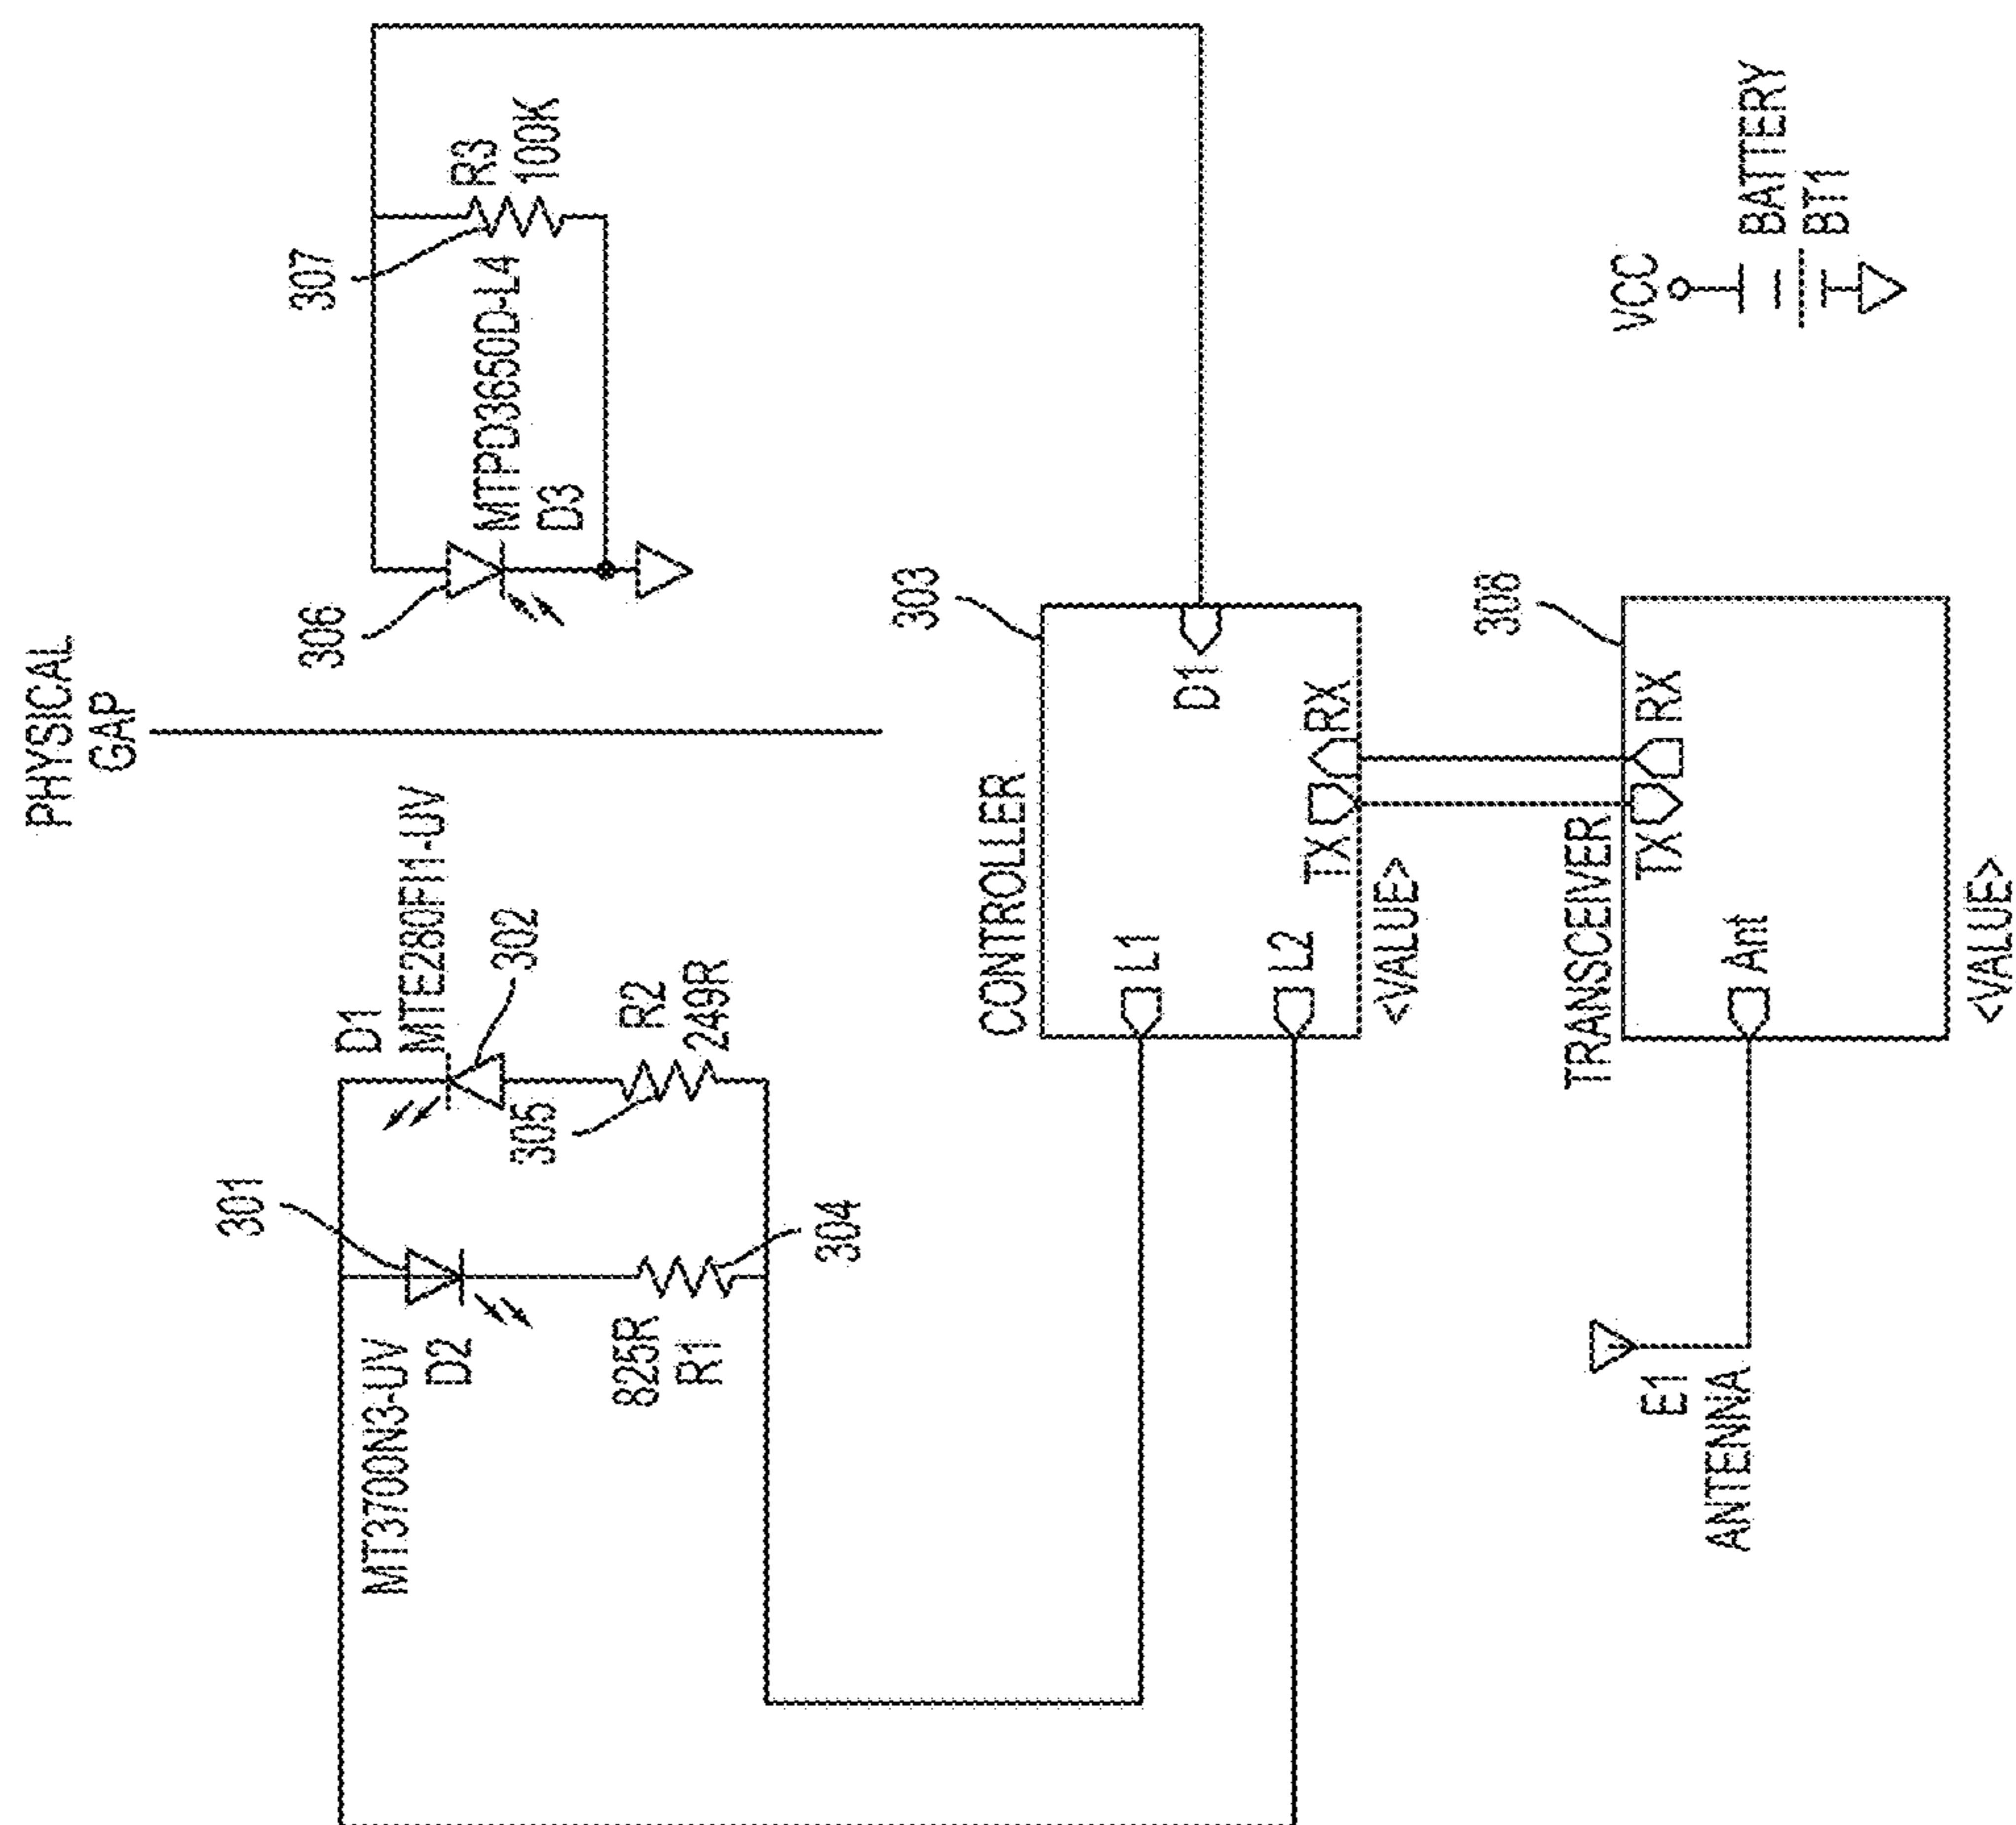 PHYSICAL
GAP
301
MT3700N3-UV
D2
825R
R1
304
D1
MTE280F11-UV
302
305
R2
249R
306
MTPD3650D-L4
D3
307
R3
100K
303
CONTROLLER
L1
L2
D1
TX
RX
<VALUE>
308
TRANSCEIVER
TX
RX
Ant
<VALUE>
E1
ANTENNA
VCC
BATTERY
BT1